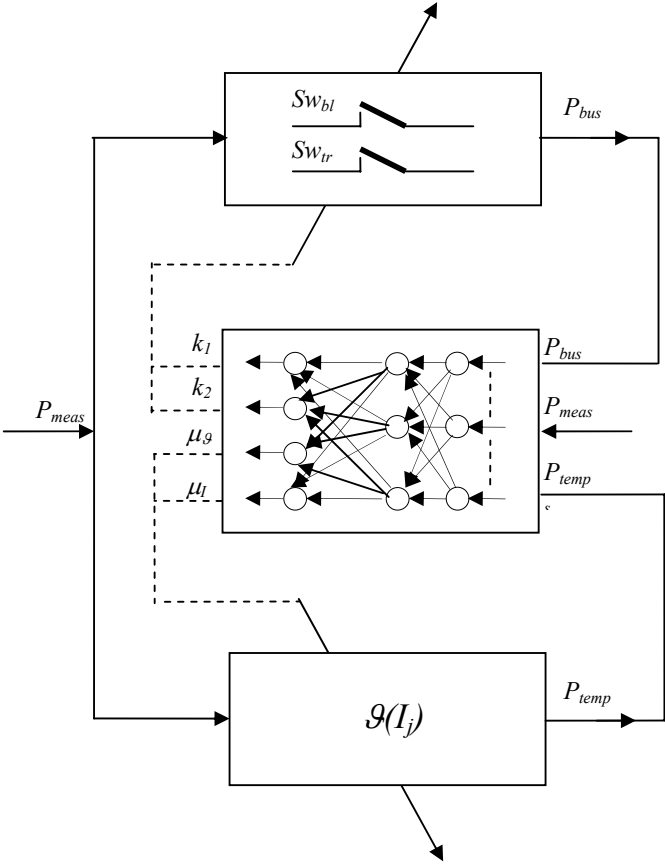 Sw_bl
P_bus
Sw_tr
k_1
P_bus
k_2
P_meas
P_meas
μ_ϑ
P_temp
μ_I
P_temp
ϑ(I_j)